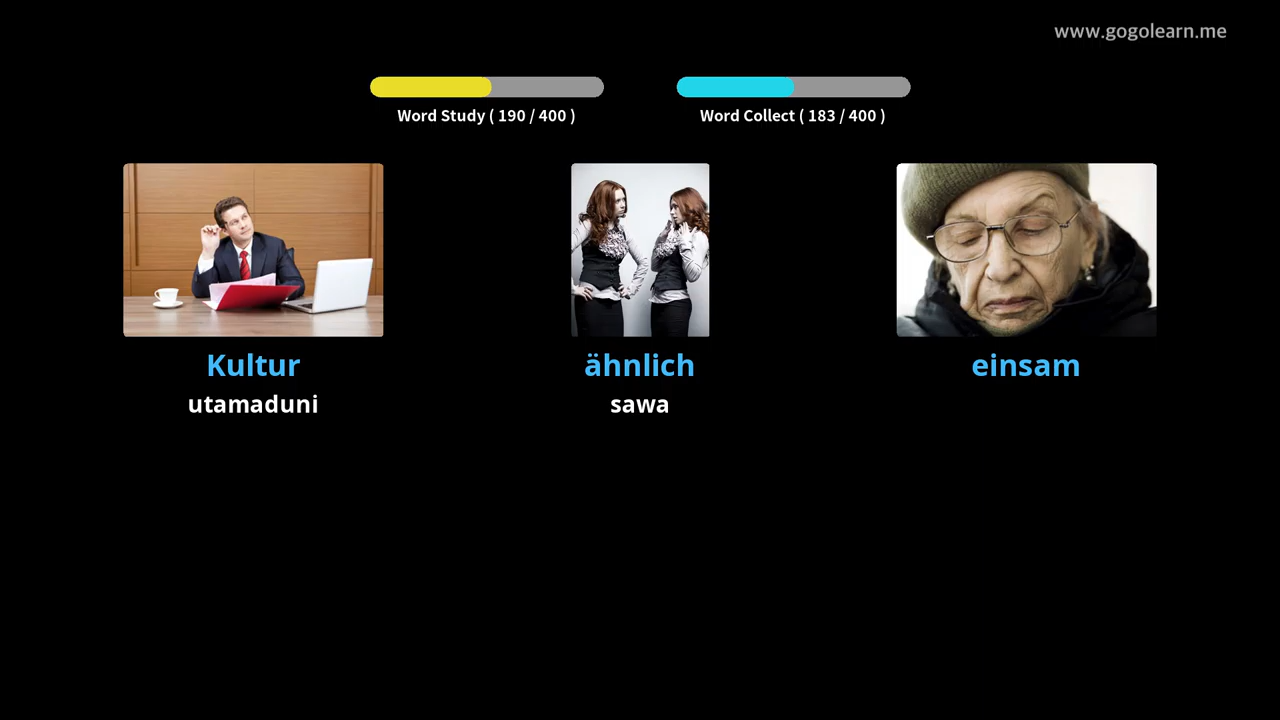 www.gogolearn.me
Word Study ( 190 / 400 )
Word Collect ( 183 / 400 )
Kultur
utamaduni
ähnlich
sawa
einsam